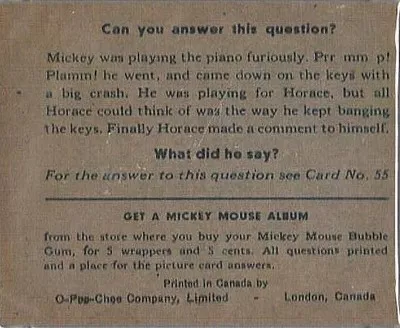 Can you answer this question?
Mickey was playing the piano furiously. Prr mm p!
Plamm! he went, and came down on the keys with
a big crash. He was playing for Horace, but all
Horace could think of was the way he kept banging
the keys. Finally Horace made a comment to himself.
What did he say?
For the answer to this question see Card No. 55
GET A MICKEY MOUSE ALBUM
from the store where you buy your Mickey Mouse Bubble
Gum, for 5 wrappers and 5 cents. All questions printed
and a place for the picture card answers.
Printed in Canada by
O-Pee-Chee Company, Limited - London, Canada